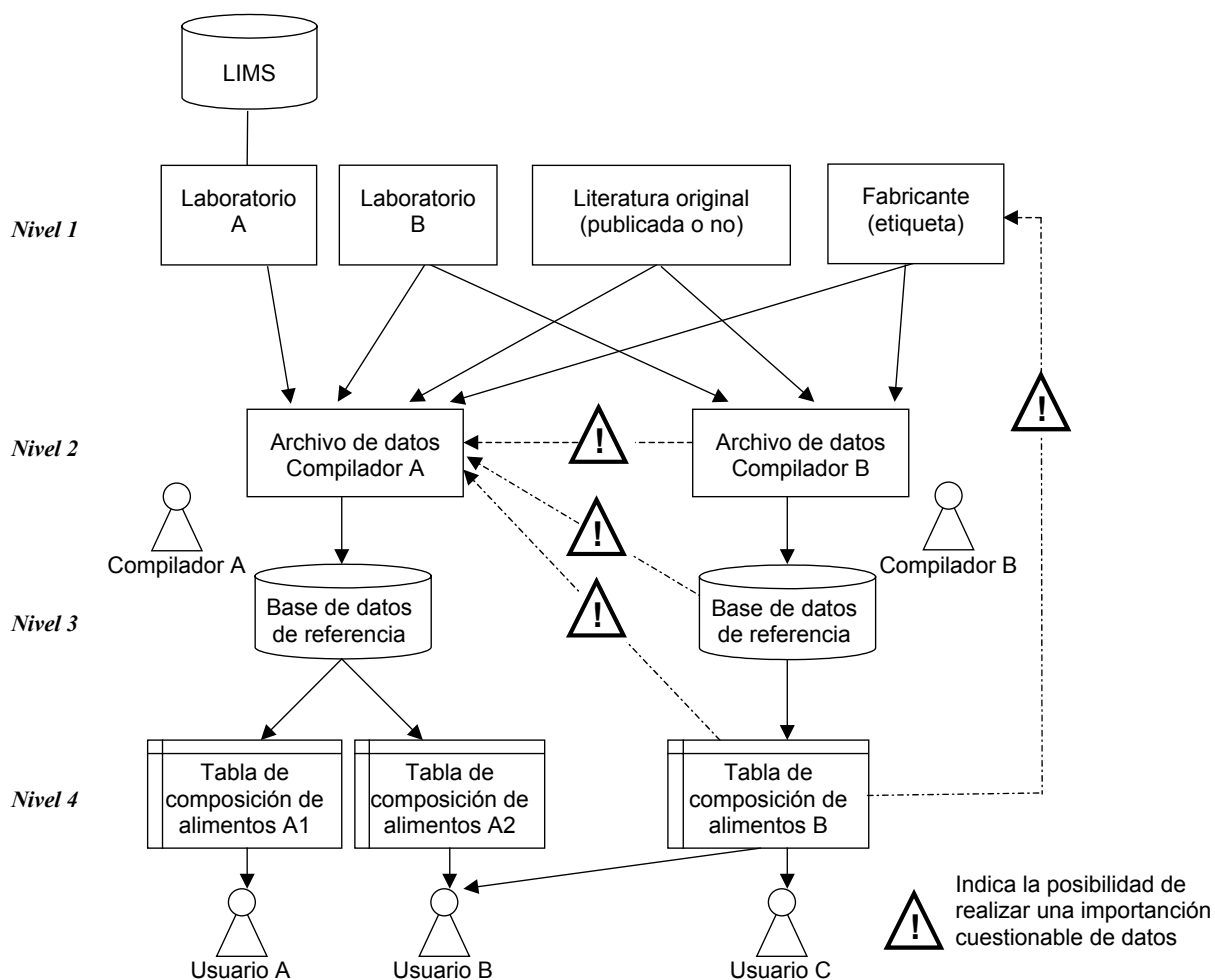 LIMS
Nivel 1
Laboratorio
A
Laboratorio
B
Literatura original
(publicada o no)
Fabricante
(etiqueta)
!
Nivel 2
Archivo de datos
Compilador A
!
Archivo de datos
Compilador B
Compilador A
!
Compilador B
Nivel 3
Base de datos
de referencia
!
Base de datos
de referencia
Nivel 4
Tabla de
composición de
alimentos A1
Tabla de
composición de
alimentos A2
Tabla de
composición de
alimentos B
Usuario A
Usuario B
Usuario C
!
Indica la posibilidad de
realizar una importanción
cuestionable de datos